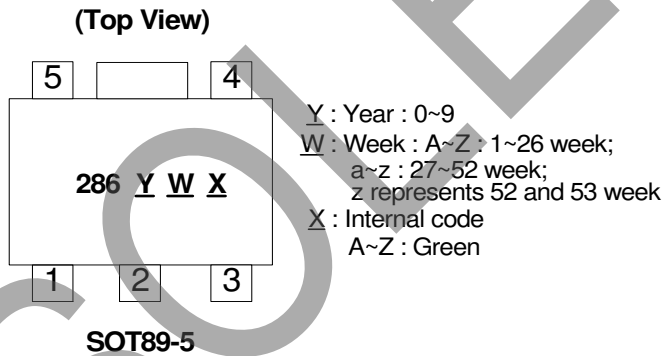 (Top View)
5 4
286 Y W X
1 2 3
SOT89-5
Y : Year : 0~9
W : Week : A~Z : 1~26 week;
a~z : 27~52 week;
z represents 52 and 53 week
X : Internal code
A~Z : Green